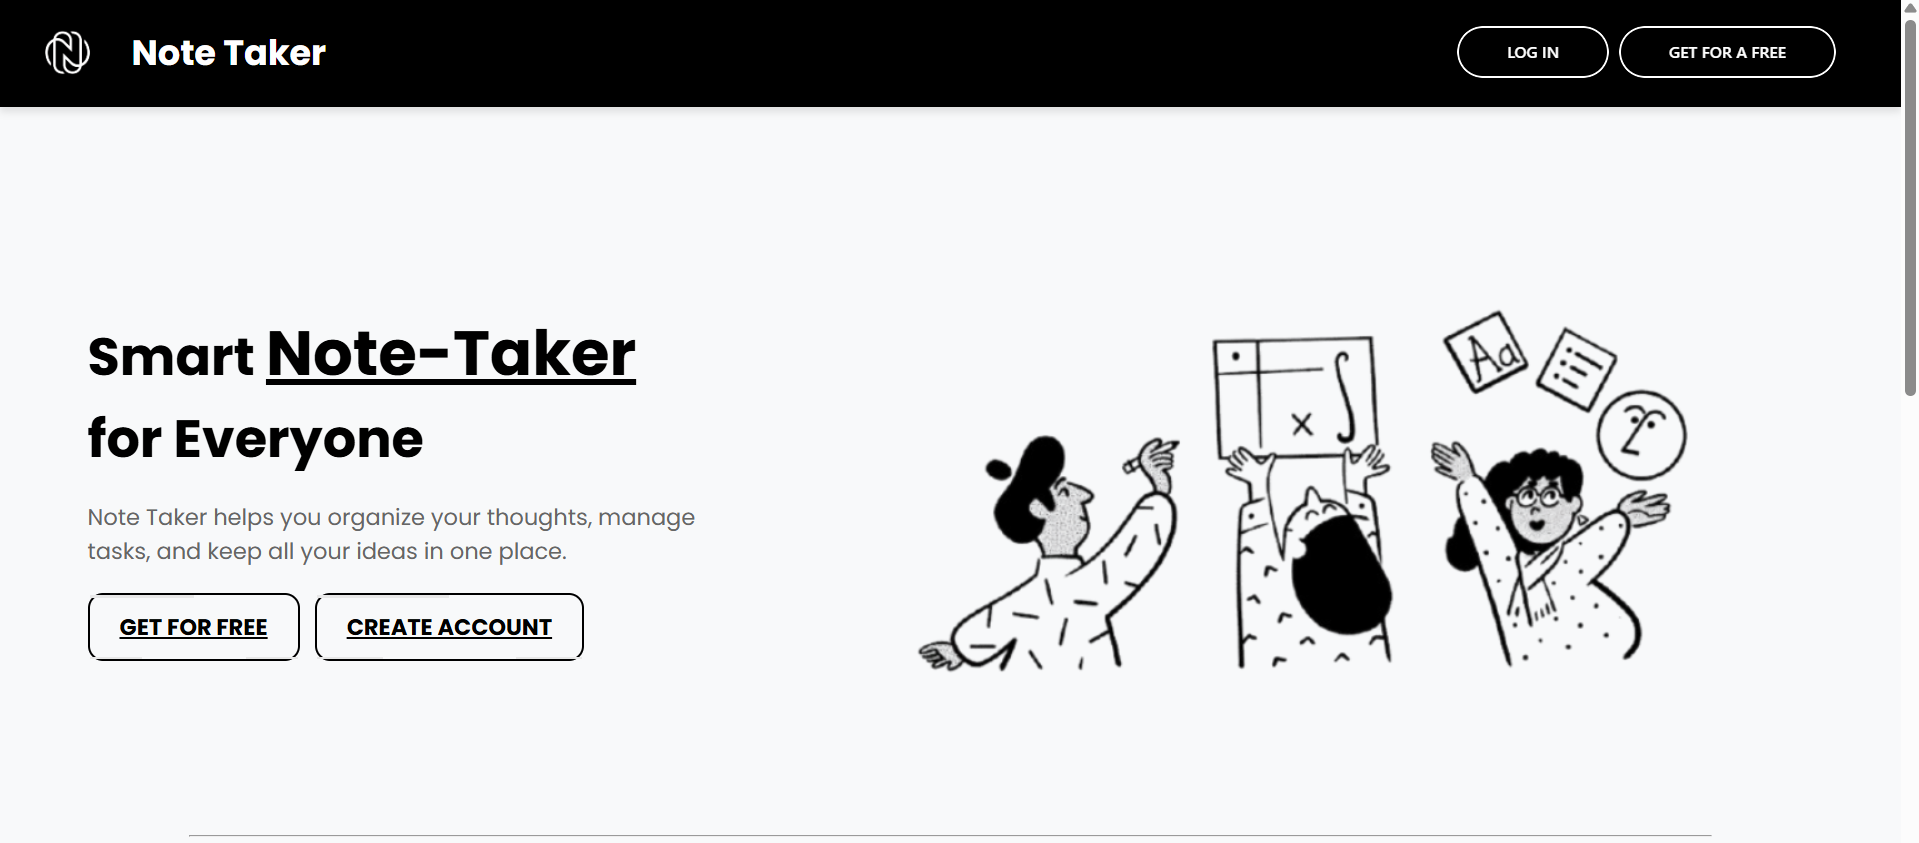 Note Taker
LOG IN
GET FOR A FREE
Smart Note-Taker
for Everyone
Note Taker helps you organize your thoughts, manage
tasks, and keep all your ideas in one place.
GET FOR FREE
CREATE ACCOUNT
x ∫
Aa